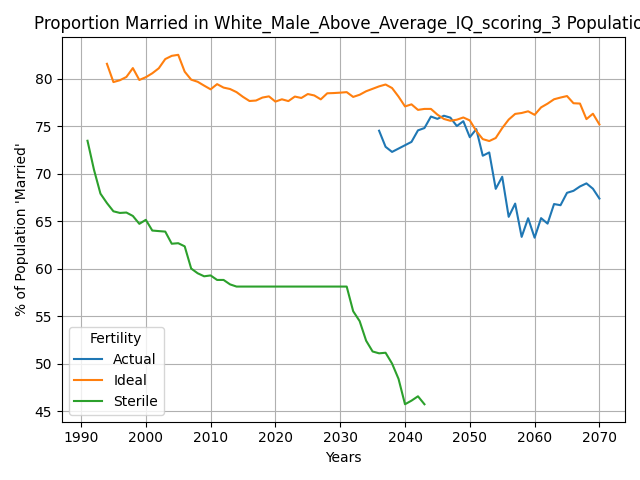 Proportion Married in White_Male_Above_Average_IQ_scoring_3 Populatio
% of Population 'Married'
80
75
70
65
60
55
50
45
Fertility
Actual
Ideal
Sterile
1990 2000 2010 2020 2030 2040 2050 2060 2070
Years